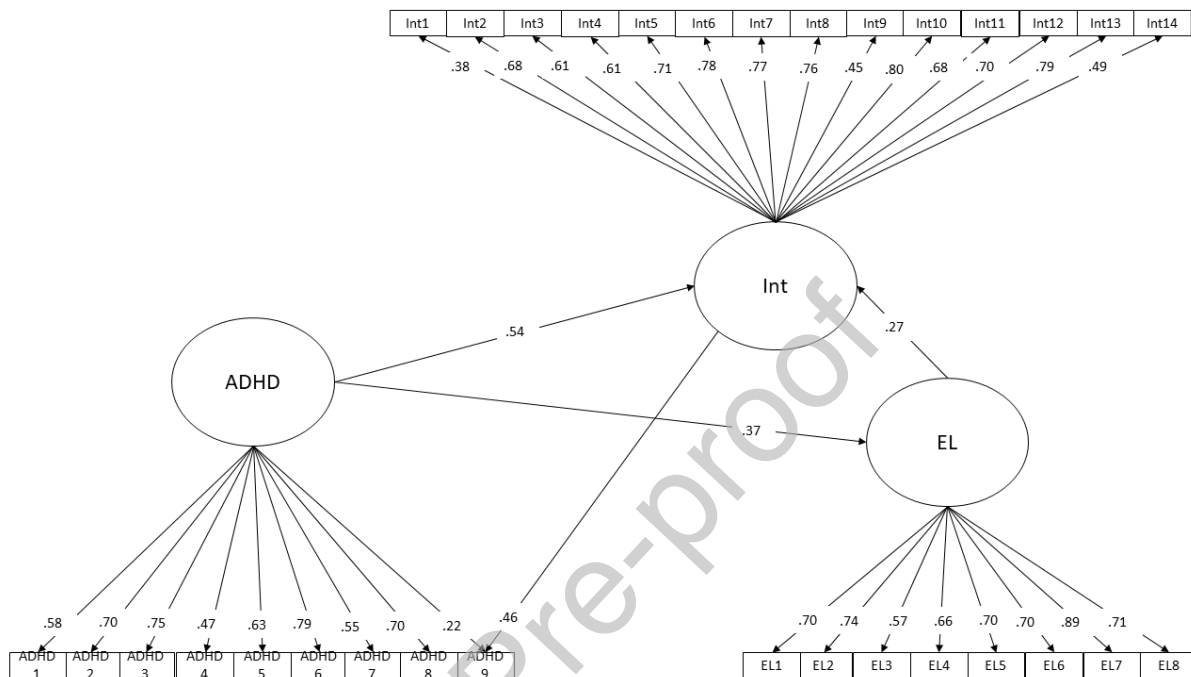 Int1 Int2 Int3 Int4 Int5 Int6 Int7 Int8 Int9 Int10 Int11 Int12 Int13 Int14
.38 .68 .61 .61 .71 .78 .77 .76 .45 .80 .68 .70 .79 .49
Int
.54
.27
ADHD
.37
EL
Pre-proof
.58 .70 .75 .47 .63 .79 .55 .70 .22 .46
.70 .74 .57 .66 .70 .70 .89 .71
ADHD ADHD ADHD ADHD ADHD ADHD ADHD ADHD ADHD
1 2 3 4 5 6 7 8 9
EL1 EL2 EL3 EL4 EL5 EL6 EL7 EL8